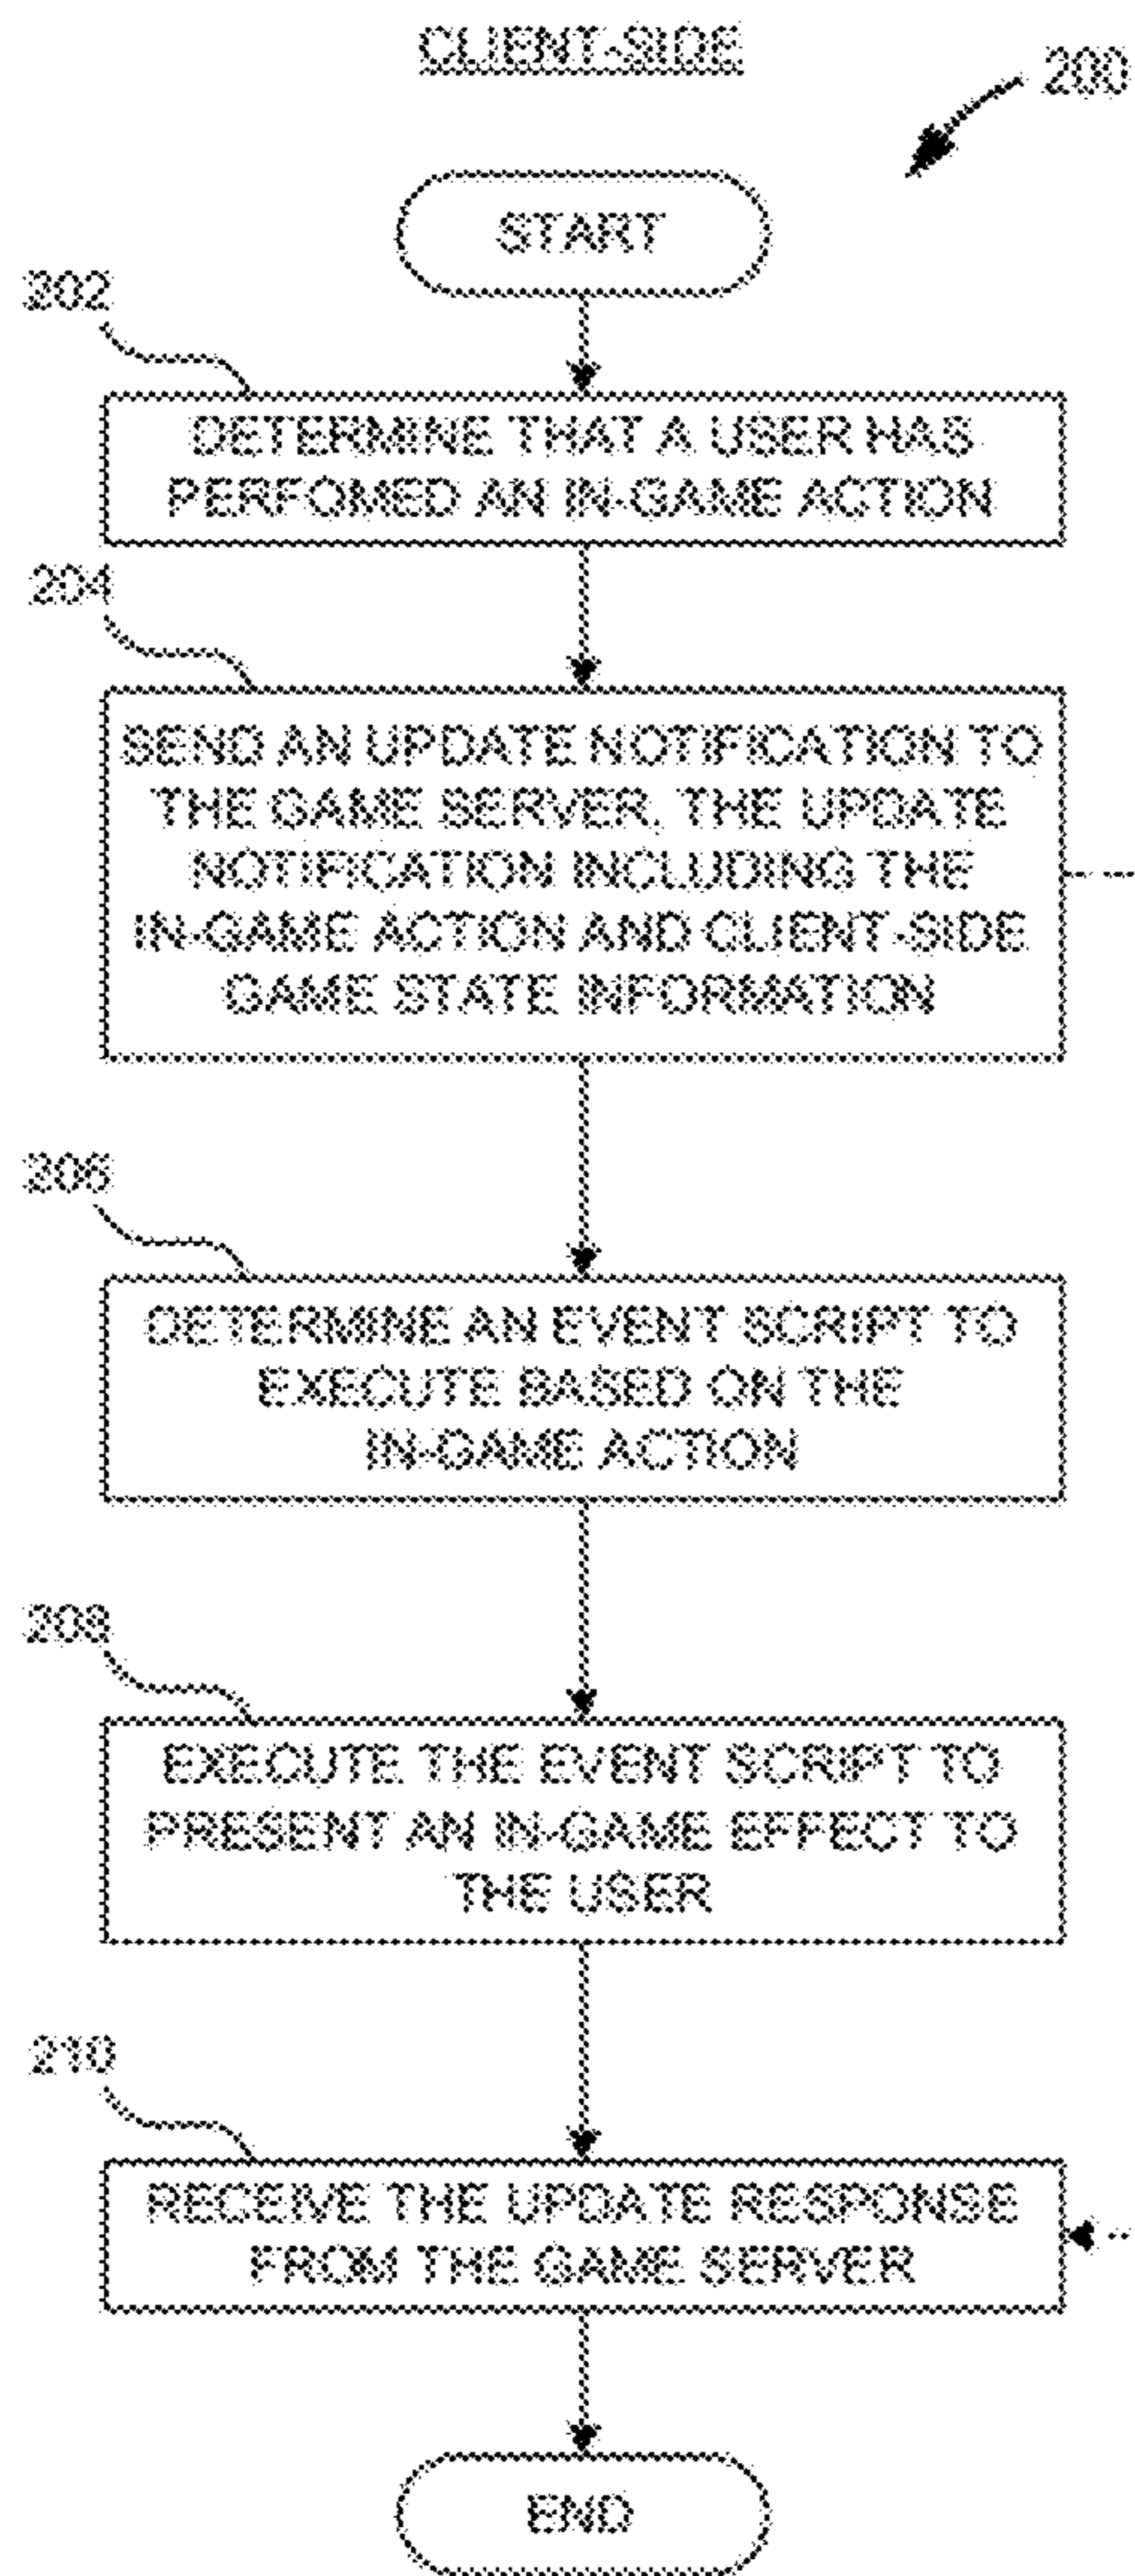 CLIENT-SIDE
200
START
202
DETERMINE THAT A USER HAS
PERFOMED AN IN-GAME ACTION
204
SEND AN UPDATE NOTIFICATION TO
THE GAME SERVER, THE UPDATE
NOTIFICATION INCLUDING THE
IN-GAME ACTION AND CLIENT-SIDE
GAME STATE INFORMATION
206
DETERMINE AN EVENT SCRIPT TO
EXECUTE BASED ON THE
IN-GAME ACTION
208
EXECUTE THE EVENT SCRIPT TO
PRESENT AN IN-GAME EFFECT TO
THE USER
210
RECEIVE THE UPDATE RESPONSE
FROM THE GAME SERVER
END